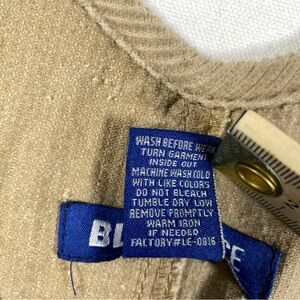 WASH BEFORE WEAR
TURN GARMENT
INSIDE OUT
MACHINE WASH COLD
WITH LIKE COLORS
DO NOT BLEACH
TUMBLE DRY LOW
REMOVE PROMPTLY
WARM IRON
IF NEEDED
FACTORY#LE-0816